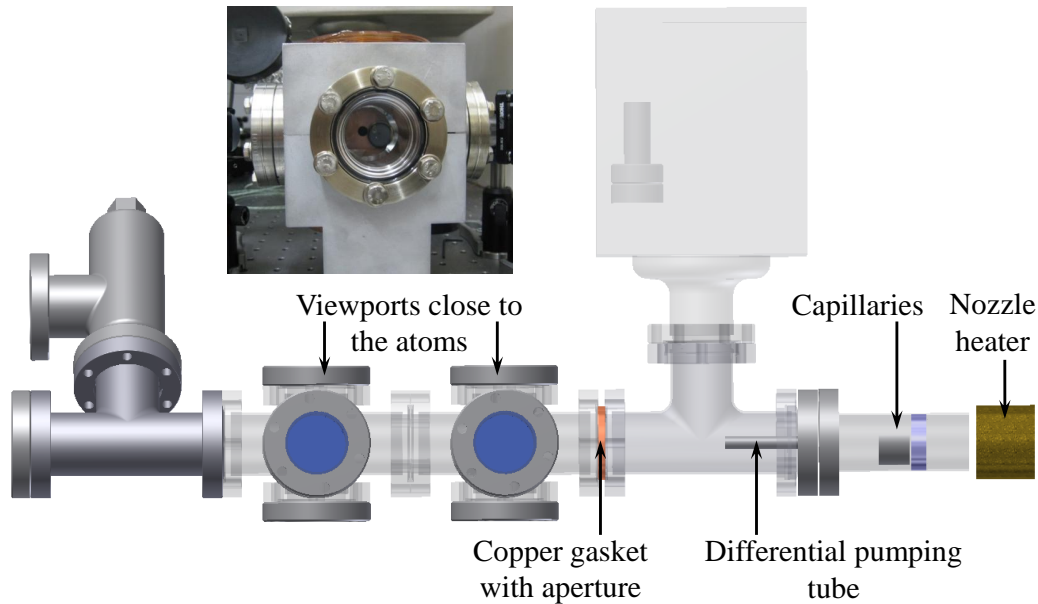 Viewports close to
the atoms
Capillaries
Nozzle
heater
Copper gasket
with aperture
Differential pumping
tube